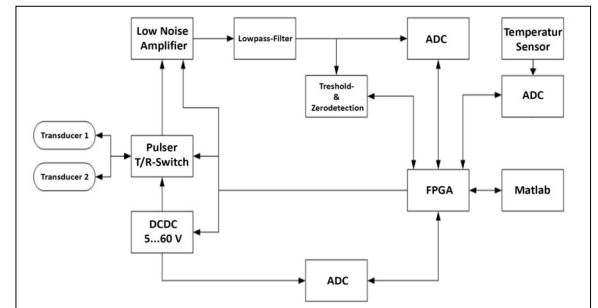 Low Noise
Amplifier
Lowpass-Filter
ADC
Temperatur
Sensor
Treshold-
&
Zerodetection
ADC
Transducer 1
Transducer 2
Pulser
T/R-Switch
FPGA
Matlab
DCDC
5...60 V
ADC